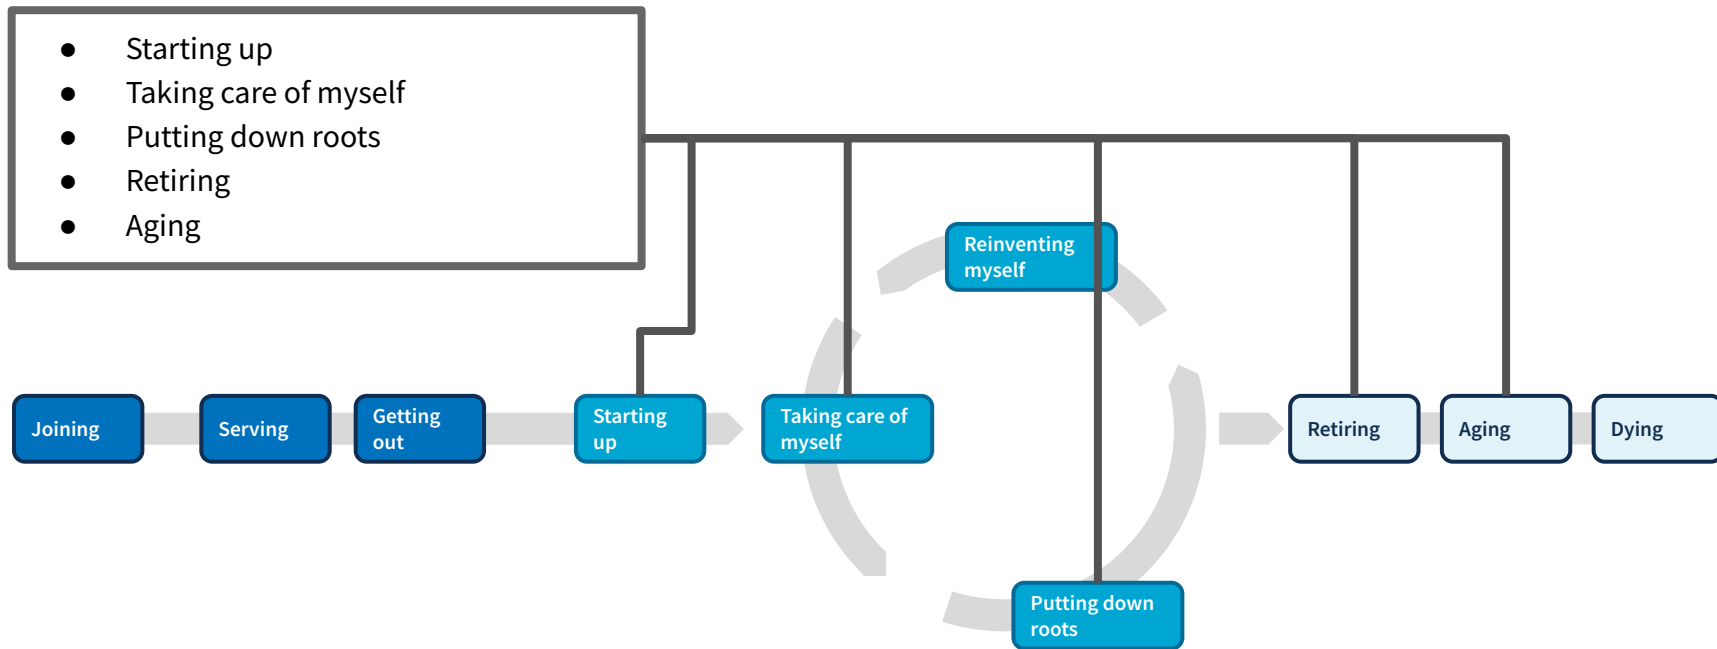 ● Starting up
● Taking care of myself
● Putting down roots
● Retiring
● Aging
Reinventing
myself
Joining
Serving
Getting
out
Starting
up
Taking care of
myself
Retiring
Aging
Dying
Putting down
roots